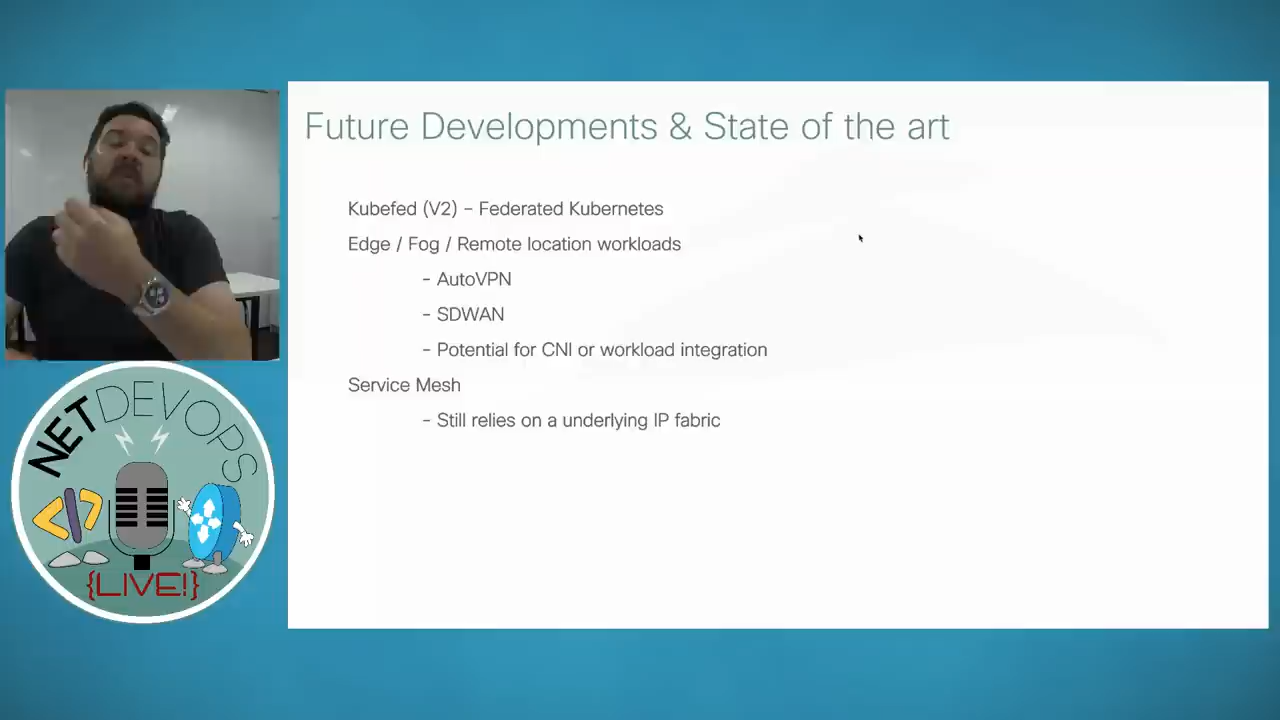 Future Developments & State of the art
Kubefed (V2) – Federated Kubernetes
Edge / Fog / Remote location workloads
– AutoVPN
– SDWAN
– Potential for CNI or workload integration
Service Mesh
– Still relies on a underlying IP fabric
NETDEVOPS
{LIVE!}